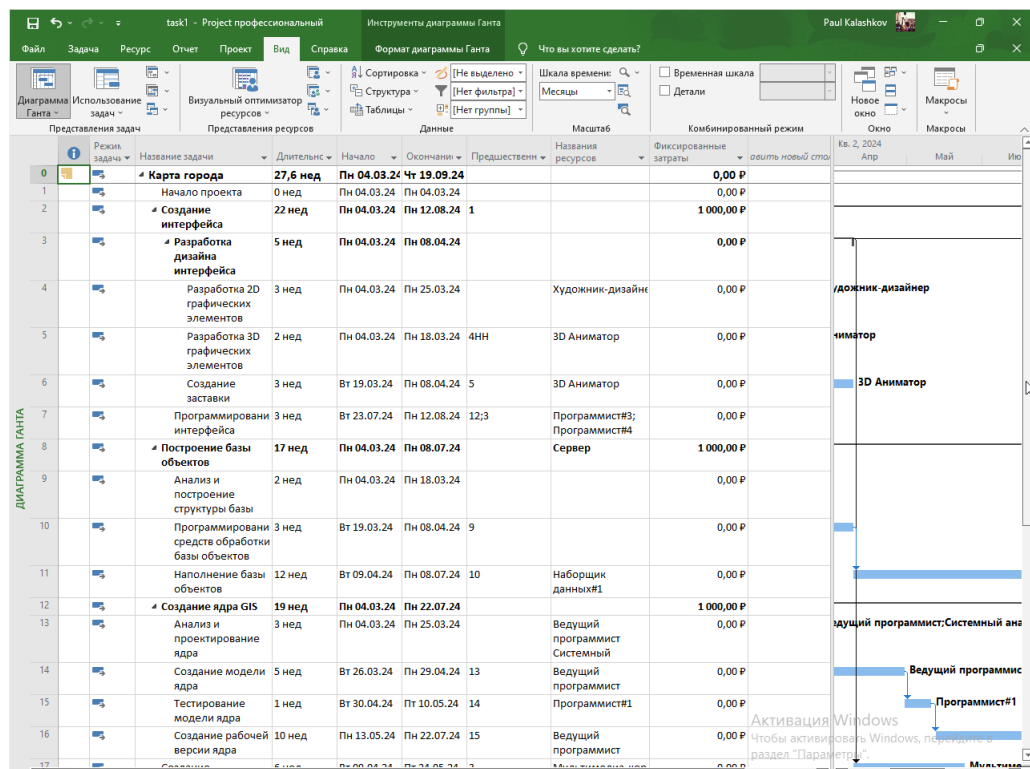 task1 - Project профессиональный
Инструменты диаграммы Ганта
Paul Kalashkov
Файл Задача Ресурс Отчет Проект Вид Справка Формат диаграммы Ганта Что вы хотите сделать?
Диаграмма Ганта
Использование задач
Визуальный оптимизатор ресурсов
Сортировка
Структура
Таблицы
[Не выделено
[Нет фильтра]
[Нет группы]
Шкала времени:
Месяцы
Временная шкала
Детали
Новое окно
Макросы
Представления задач Представления ресурсов Данные Масштаб Комбинированный режим Окно Макросы
Режим задачи Название задачи Длительнс Начало Окончани Предшественн Названия ресурсов Фиксированные затраты авить новый стол
Кв. 2, 2024
Апр Май Ию
0 Карта города 27,6 нед Пн 04.03.24 Чт 19.09.24 0,00 ₽
1 Начало проекта 0 нед Пн 04.03.24 Пн 04.03.24 0,00 ₽
2 Создание интерфейса 22 нед Пн 04.03.24 Пн 12.08.24 1 1 000,00 ₽
3 Разработка дизайна интерфейса 5 нед Пн 04.03.24 Пн 08.04.24 0,00 ₽
4 Разработка 2D графических элементов 3 нед Пн 04.03.24 Пн 25.03.24 Художник-дизайне 0,00 ₽
удожник-дизайнер
5 Разработка 3D графических элементов 2 нед Пн 04.03.24 Пн 18.03.24 4НН 3D Аниматор 0,00 ₽
ниматор
6 Создание заставки 3 нед Вт 19.03.24 Пн 08.04.24 5 3D Аниматор 0,00 ₽
3D Аниматор
7 Программировани интерфейса 3 нед Вт 23.07.24 Пн 12.08.24 12;3 Программист#3; Программист#4 0,00 ₽
8 Построение базы объектов 17 нед Пн 04.03.24 Пн 08.07.24 Сервер 1 000,00 ₽
9 Анализ и построение структуры базы 2 нед Пн 04.03.24 Пн 18.03.24 0,00 ₽
10 Программировани средств обработки базы объектов 3 нед Вт 19.03.24 Пн 08.04.24 9 0,00 ₽
11 Наполнение базы объектов 12 нед Вт 09.04.24 Пн 08.07.24 10 Наборщик данных#1 0,00 ₽
12 Создание ядра GIS 19 нед Пн 04.03.24 Пн 22.07.24 1 000,00 ₽
13 Анализ и проектирование ядра 3 нед Пн 04.03.24 Пн 25.03.24 Ведущий программист Системный 0,00 ₽
едущий программист;Системный ана
14 Создание модели ядра 5 нед Вт 26.03.24 Пн 29.04.24 13 Ведущий программист 0,00 ₽
Ведущий программис
15 Тестирование модели ядра 1 нед Вт 30.04.24 Пт 10.05.24 14 Программист#1 0,00 ₽
Программист#1
16 Создание рабочей версии ядра 10 нед Пн 13.05.24 Пн 22.07.24 15 Ведущий программист 0,00 ₽
ДИАГРАММА ГАНТА
Активация Windows
Чтобы активировать Windows, перейдите в
раздел "Параметры".